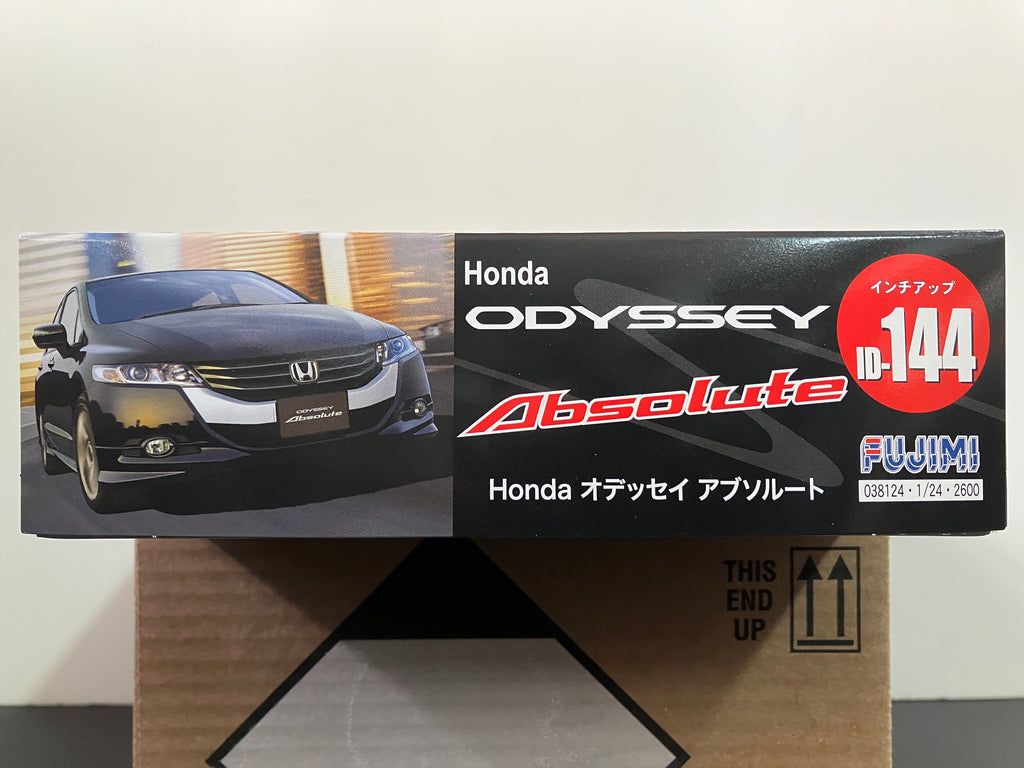 Honda
ODYSSEY
Absolute
Honda オデッセイ アブソルート
インチアップ
ID-144
FUJIMI
038124・1/24・2600
ODYSSEY
Absolute
THIS
END
UP